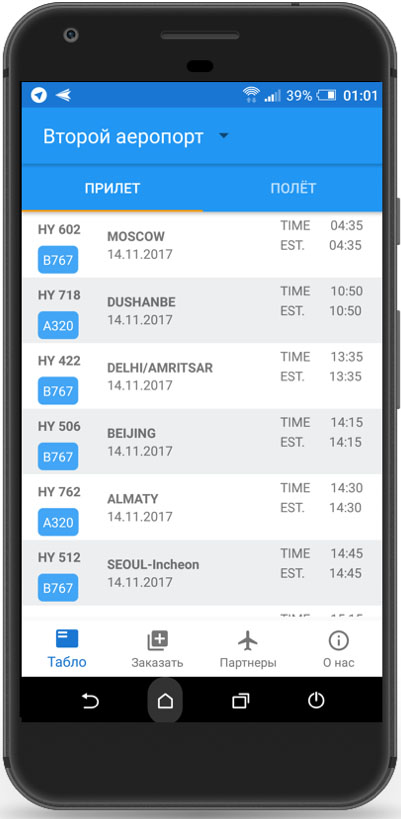 39% 01:01
Второй аеропорт
ПРИЛЕТ ПОЛЁТ
HY 602 MOSCOW TIME 04:35
B767 14.11.2017 EST. 04:35
HY 718 DUSHANBE TIME 10:50
A320 14.11.2017 EST. 10:50
HY 422 DELHI/AMRITSAR TIME 13:35
B767 14.11.2017 EST. 13:35
HY 506 BEIJING TIME 14:15
B767 14.11.2017 EST. 14:15
HY 762 ALMATY TIME 14:30
A320 14.11.2017 EST. 14:30
HY 512 SEOUL-Incheon TIME 14:45
B767 14.11.2017 EST. 14:45
Табло Заказать Партнеры О нас